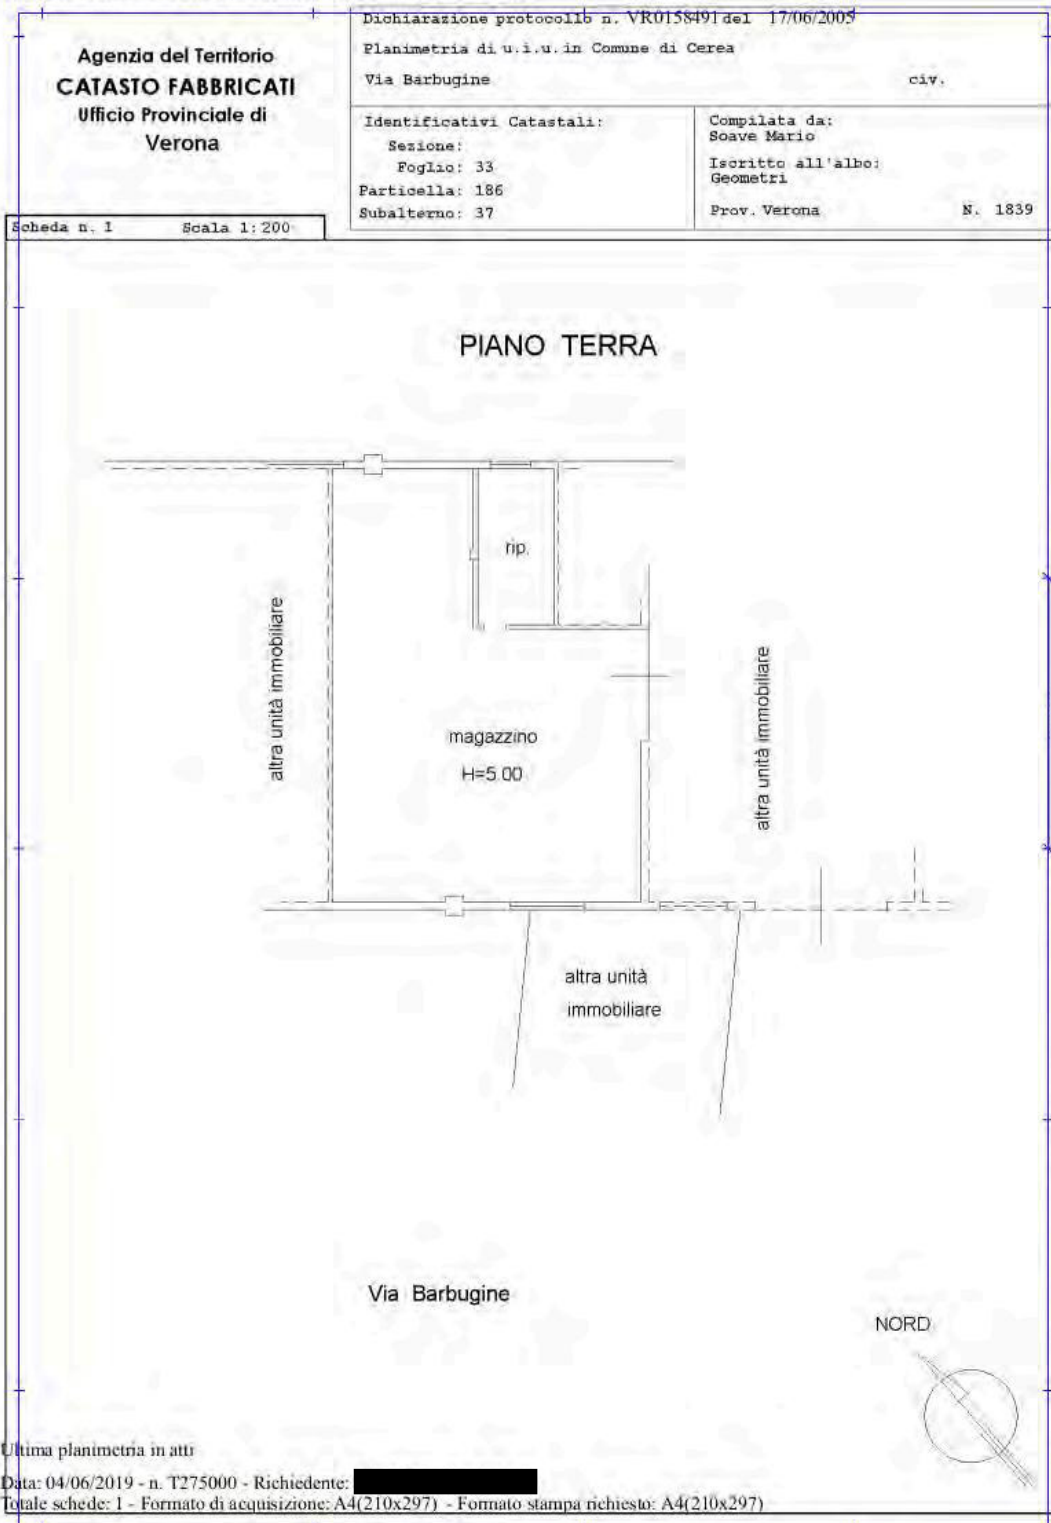 Agenzia del Territorio
CATASTO FABBRICATI
Ufficio Provinciale di
Verona
Dichiarazione protocollo n. VR0158491 del 17/06/2005
Planimetria di u.i.u. in Comune di Cerea
Via Barbugine civ.
Identificativi Catastali:
Sezione:
Foglio: 33
Particella: 186
Subalterno: 37
Compilata da:
Soave Mario
Iscritto all'albo:
Geometri
Prov. Verona N. 1839
Scheda n. 1 Scala 1:200
PIANO TERRA
rip.
altra unità immobiliare
altra unità immobiliare
magazzino
H=5.00
altra unità
immobiliare
Via Barbugine
NORD
Ultima planimetria in atti
Data: 04/06/2019 - n. T275000 - Richiedente:
Totale schede: 1 - Formato di acquisizione: A4(210x297) - Formato stampa richiesto: A4(210x297)